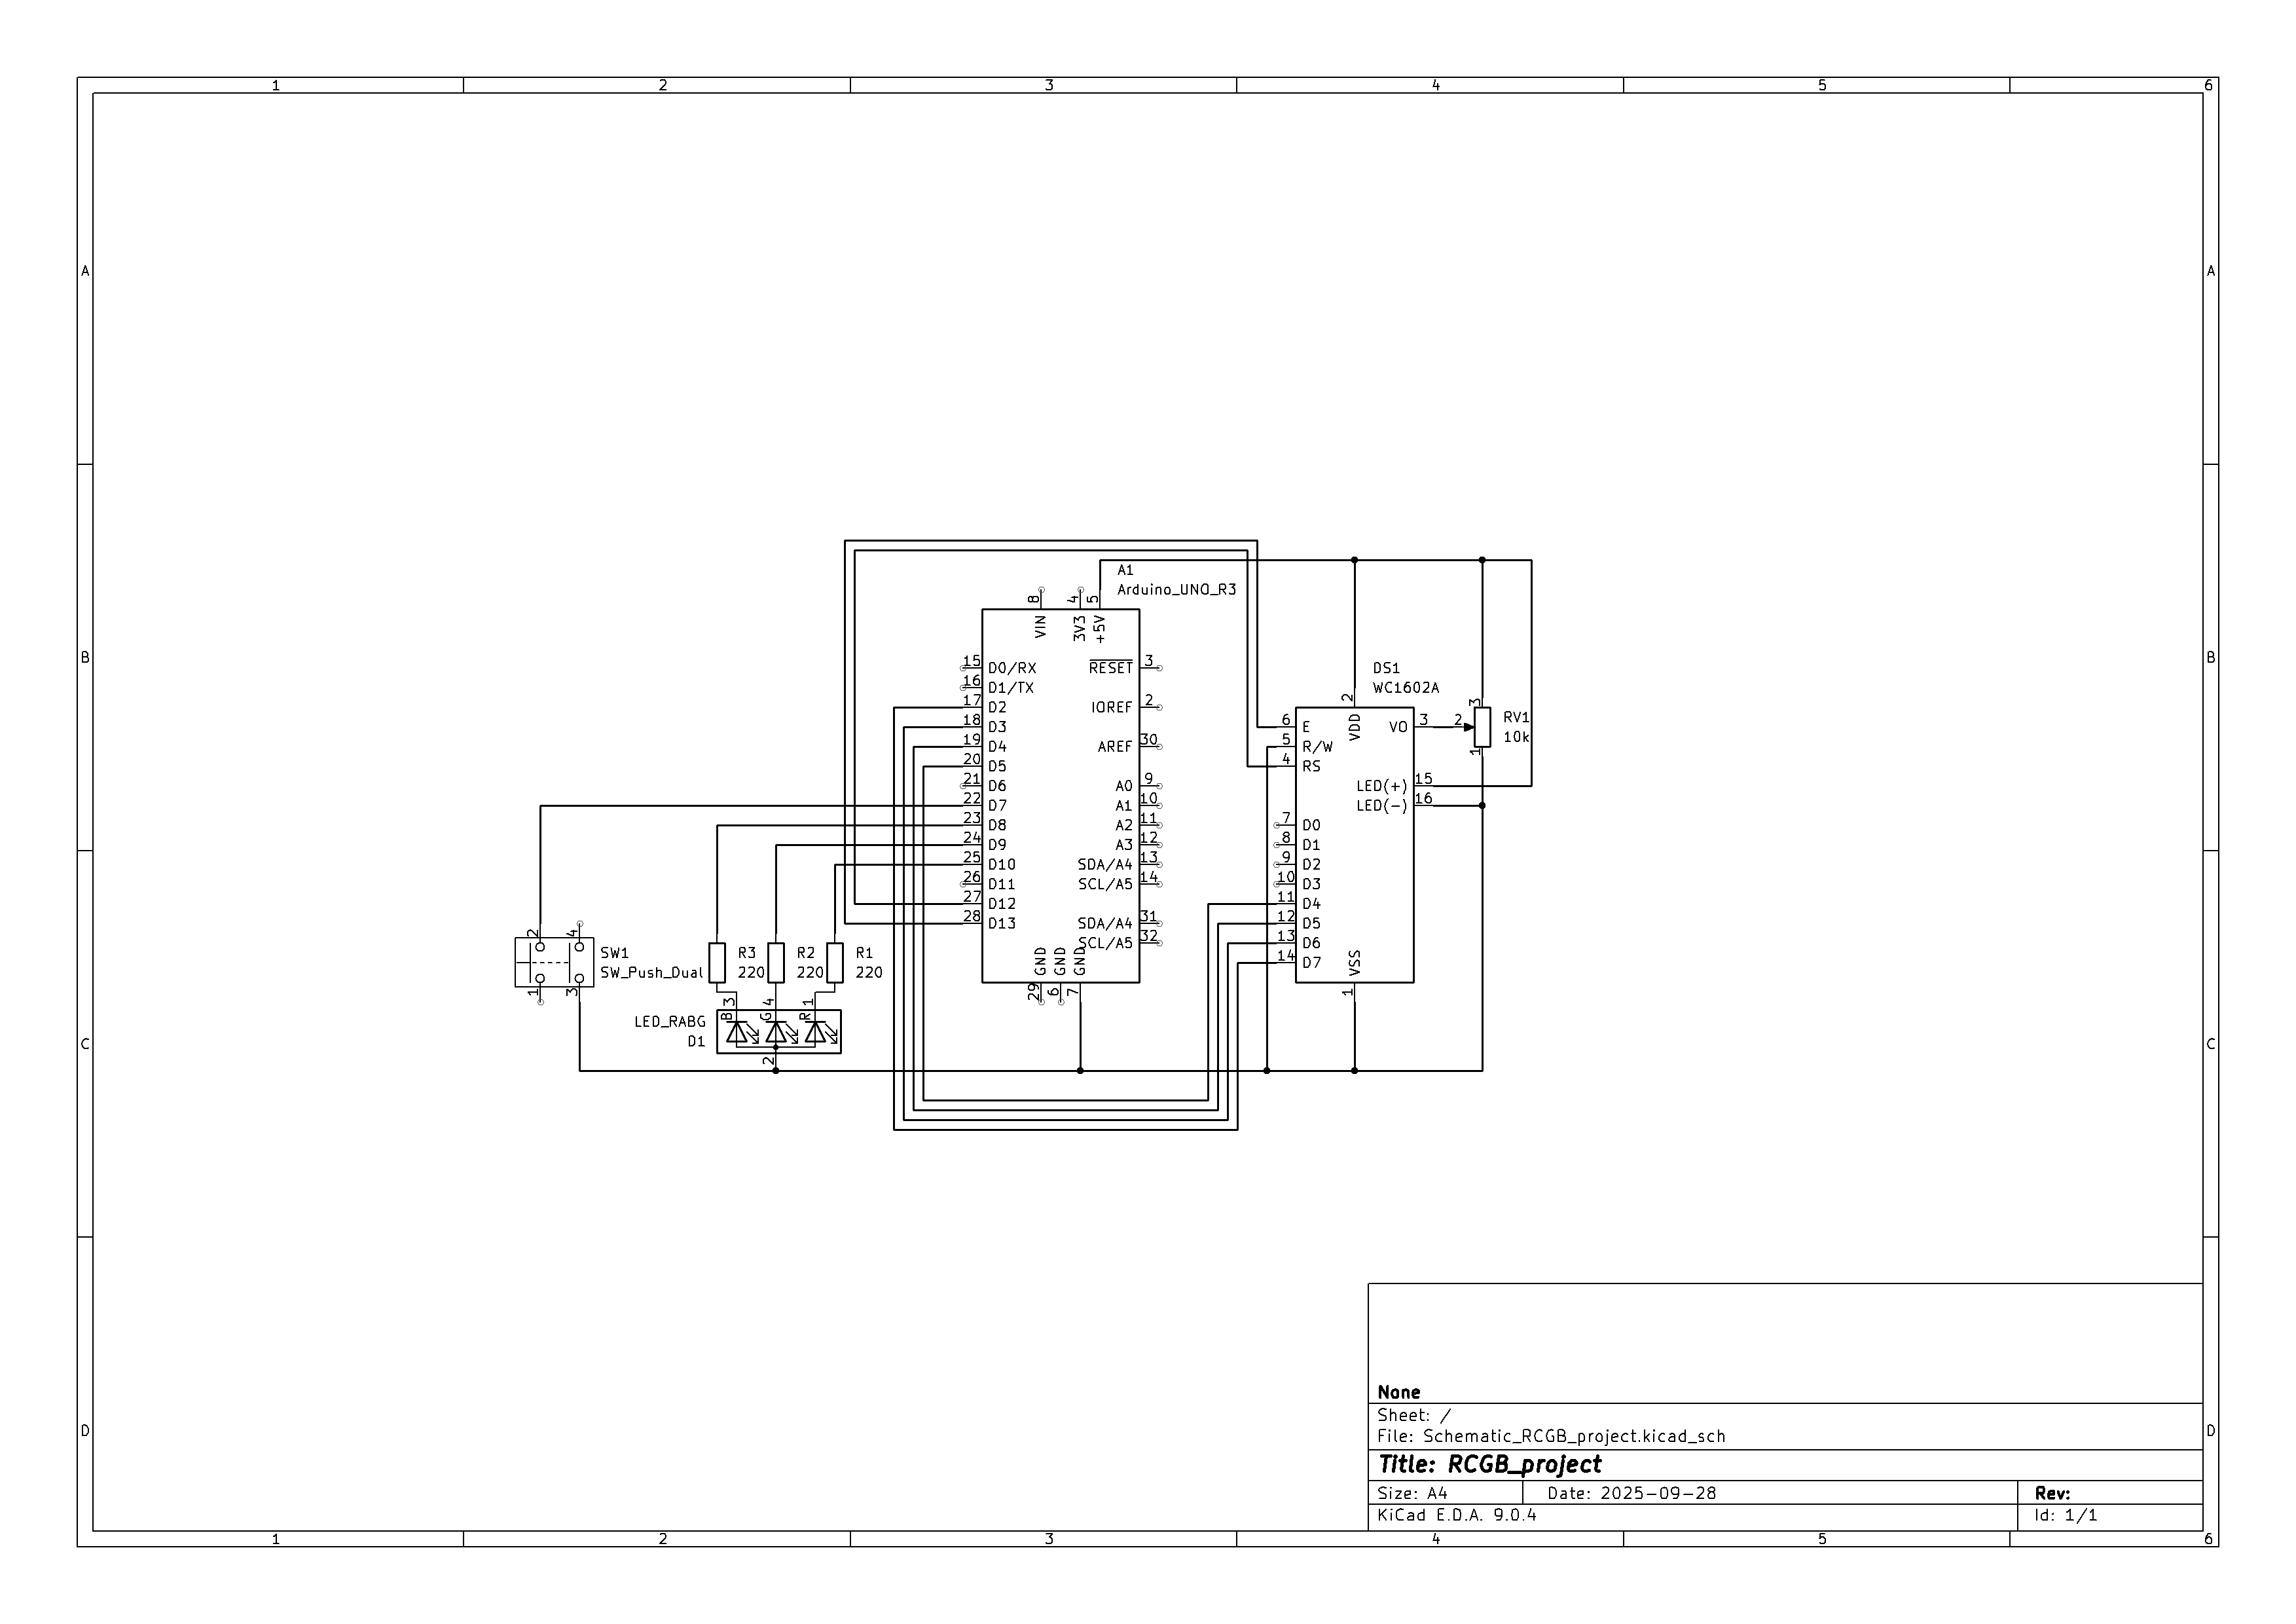 1 2 3 4 5 6
A A
B B
C C
D D
A1
Arduino_UNO_R3
8 4 5
VIN 3V3 +5V
15 D0/RX RESET 3
16 D1/TX
17 D2 IOREF 2
18 D3
19 D4 AREF 30
20 D5
21 D6 A0 9
22 D7 A1 10
23 D8 A2 11
24 D9 A3 12
25 D10 SDA/A4 13
26 D11 SCL/A5 14
27 D12
28 D13 SDA/A4 31
SCL/A5 32
GND GND GND
29 6 7
DS1
WC1602A
2
VDD
6 E VO 3
5 R/W
4 RS
LED(+) 15
LED(-) 16
7 D0
8 D1
9 D2
10 D3
11 D4
12 D5
13 D6
14 D7
VSS
1
3
2 RV1
10k
1
2 4
SW1
SW_Push_Dual
1 3
R3
220
R2
220
R1
220
3 4 1
B G R
LED_RABG
D1
2
None
Sheet: /
File: Schematic_RCGB_project.kicad_sch
Title: RCGB_project
Size: A4 Date: 2025-09-28 Rev:
KiCad E.D.A. 9.0.4 Id: 1/1
1 2 3 4 5 6